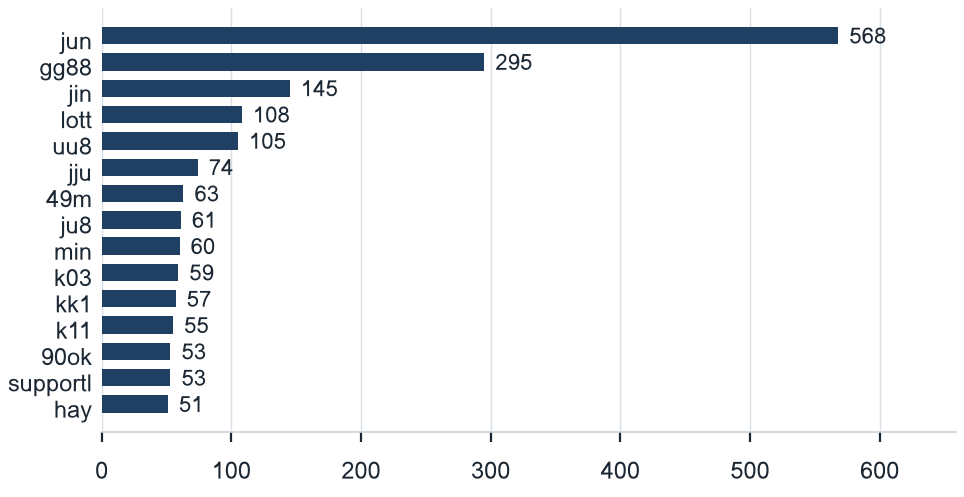 jun 568
gg88 295
jin 145
lott 108
uu8 105
jju 74
49m 63
ju8 61
min 60
k03 59
kk1 57
k11 55
90ok 53
supportl 53
hay 51
0 100 200 300 400 500 600